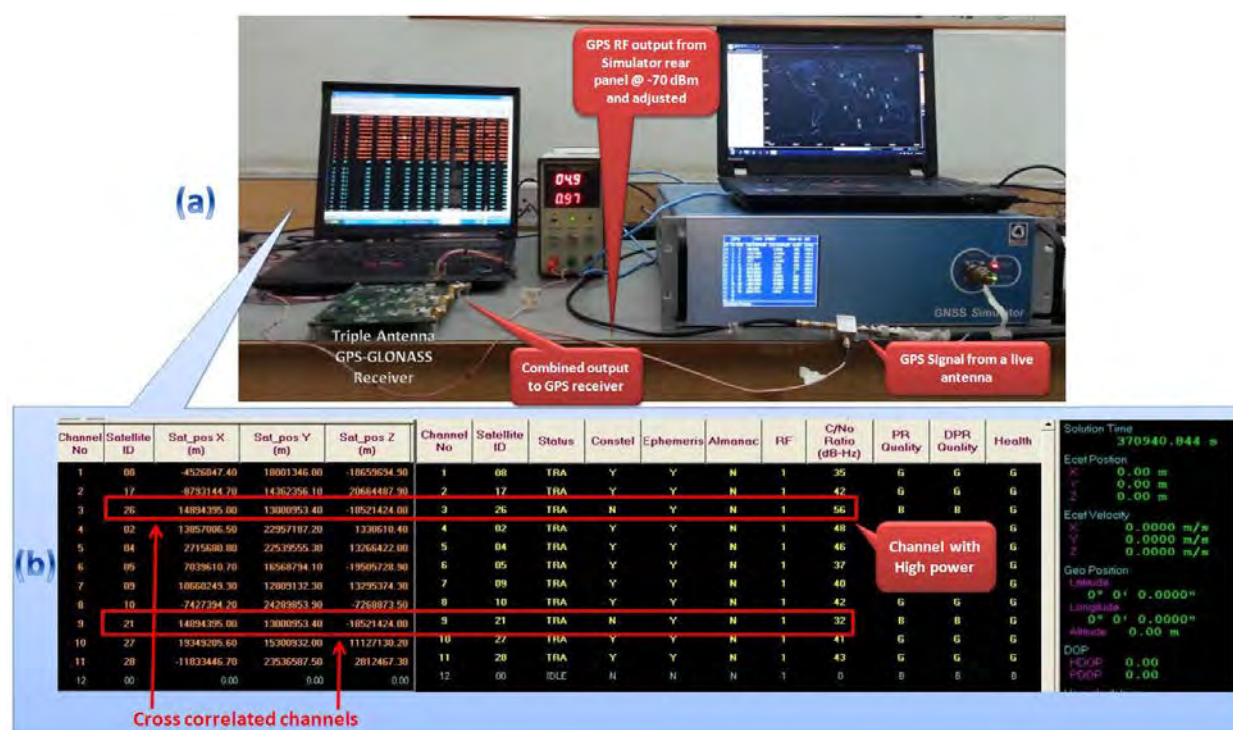 GPS RF output from
Simulator rear
panel @ -70 dBm
and adjusted
(a)
04.9
0.97
GNSS Simulator
Triple Antenna
GPS-GLONASS
Receiver
Combined output
to GPS receiver
GPS Signal from a live
antenna
(b)
Channel No Satellite ID Sat_pos X (m) Sat_pos Y (m) Sat_pos Z (m) Channel No Satellite ID Status Constel Ephemeris Almanac RF C/No Ratio (dB-Hz) PR Quality DPR Quality Health
1 08 -4526847.40 18001346.00 -18659694.90 1 08 TRA Y Y N 1 35 G G G
2 17 -8793144.70 14362356.10 20684487.90 2 17 TRA Y Y N 1 42 G G G
3 26 14894395.00 13000953.40 -18521424.00 3 26 TRA N Y N 1 56 B B G
4 02 13857006.50 22957187.20 1330610.40 4 02 TRA Y Y N 1 48 G
5 04 2715680.80 22539555.30 13266422.00 5 04 TRA Y Y N 1 46 G
6 05 7039610.70 16568794.10 -19505728.90 6 05 TRA Y Y N 1 37 G
7 09 18668249.30 12809132.30 13295374.30 7 09 TRA Y Y N 1 40 G
8 10 -7427394.20 24289853.90 -7268873.50 8 10 TRA Y Y N 1 42 G G G
9 21 14894395.00 13000953.40 -18521424.00 9 21 TRA N Y N 1 32 B B G
10 27 19349205.60 15300932.00 11127130.20 10 27 TRA Y Y N 1 41 G G G
11 28 -11833446.70 23536587.50 2812467.30 11 28 TRA Y Y N 1 43 G G G
12 00 0.00 0.00 0.00 12 00 IDLE N N N 1 0 B B B
Channel with
High power
Cross correlated channels
Solution Time
370940.844 s
Ecef Postion
X 0.00 m
Y 0.00 m
Z 0.00 m
Ecef Velocity
X 0.0000 m/s
Y 0.0000 m/s
Z 0.0000 m/s
Geo Position
Latitude
0° 0' 0.0000"
Longitude
0° 0' 0.0000"
Altitude 0.00 m
DOP
HDOP 0.00
PDOP 0.00